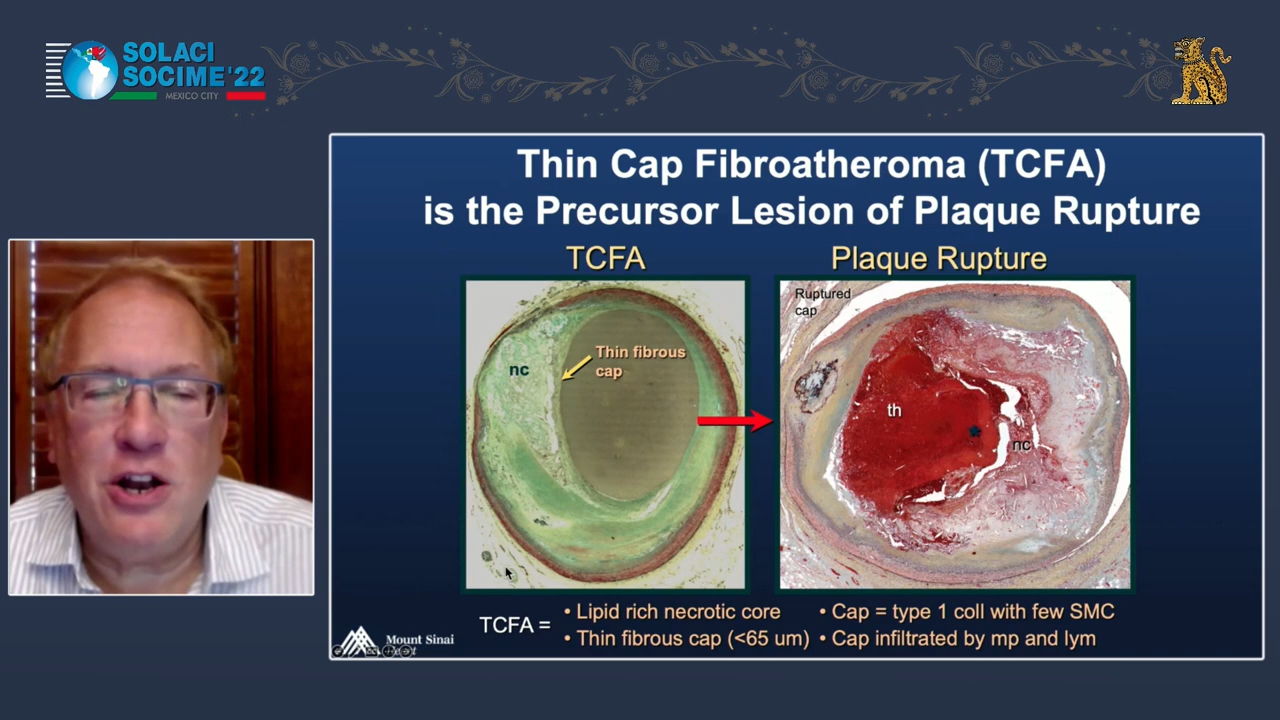 SOLACI
SOCIME'22
MEXICO CITY
Thin Cap Fibroatheroma (TCFA)
is the Precursor Lesion of Plaque Rupture
TCFA
Plaque Rupture
nc
Thin fibrous
cap
Ruptured
cap
th
nc
TCFA =
• Lipid rich necrotic core
• Thin fibrous cap (<65 um)
• Cap = type 1 coll with few SMC
• Cap infiltrated by mp and lym
Mount Sinai